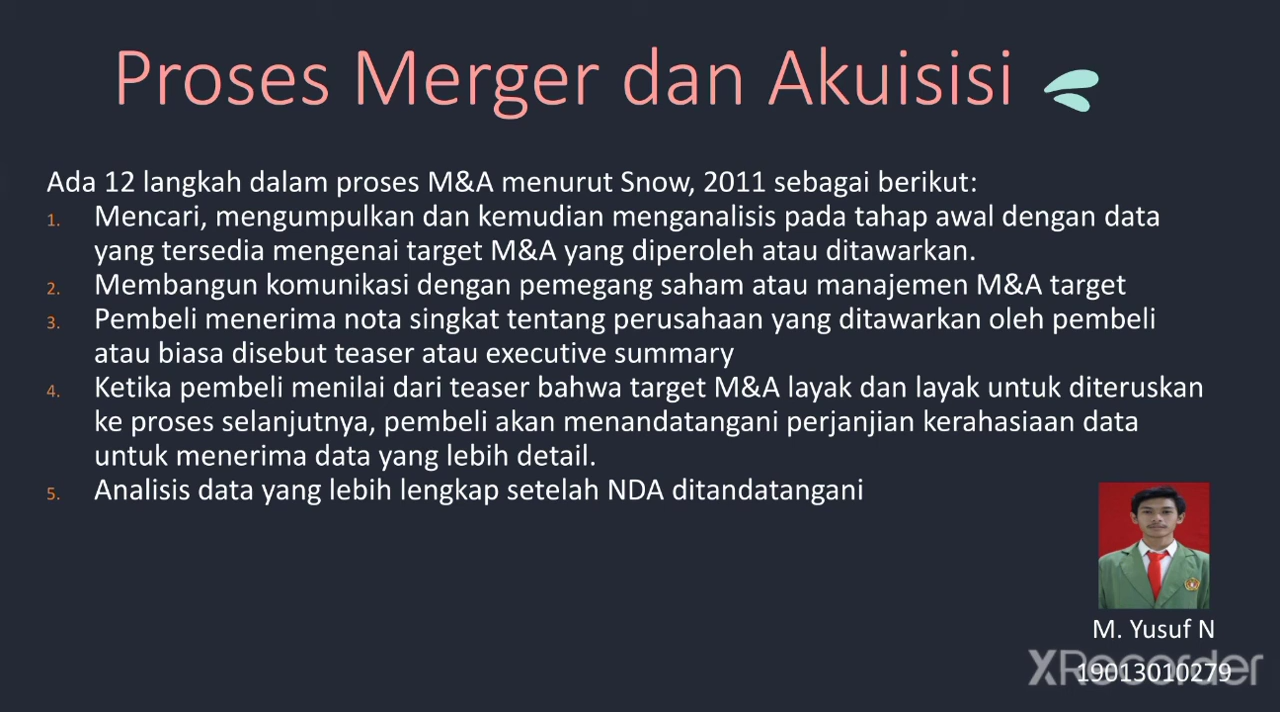 Proses Merger dan Akuisisi
Ada 12 langkah dalam proses M&A menurut Snow, 2011 sebagai berikut:
1. Mencari, mengumpulkan dan kemudian menganalisis pada tahap awal dengan data
yang tersedia mengenai target M&A yang diperoleh atau ditawarkan.
2. Membangun komunikasi dengan pemegang saham atau manajemen M&A target
3. Pembeli menerima nota singkat tentang perusahaan yang ditawarkan oleh pembeli
atau biasa disebut teaser atau executive summary
4. Ketika pembeli menilai dari teaser bahwa target M&A layak dan layak untuk diteruskan
ke proses selanjutnya, pembeli akan menandatangani perjanjian kerahasiaan data
untuk menerima data yang lebih detail.
5. Analisis data yang lebih lengkap setelah NDA ditandatangani
M. Yusuf N
XRecorder
19013010279